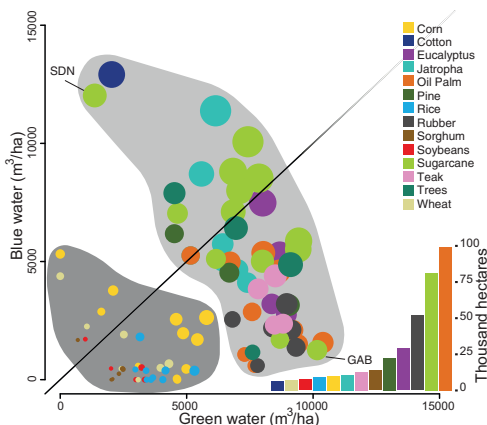 15000
10000
5000
0
Blue water (m3/ha)
SDN
GAB
Corn
Cotton
Eucalyptus
Jatropha
Oil Palm
Pine
Rice
Rubber
Sorghum
Soybeans
Sugarcane
Teak
Trees
Wheat
.100
.75
.50
.25
.0
Thousand hectares
0
5000
10000
15000
Green water (m3/ha)